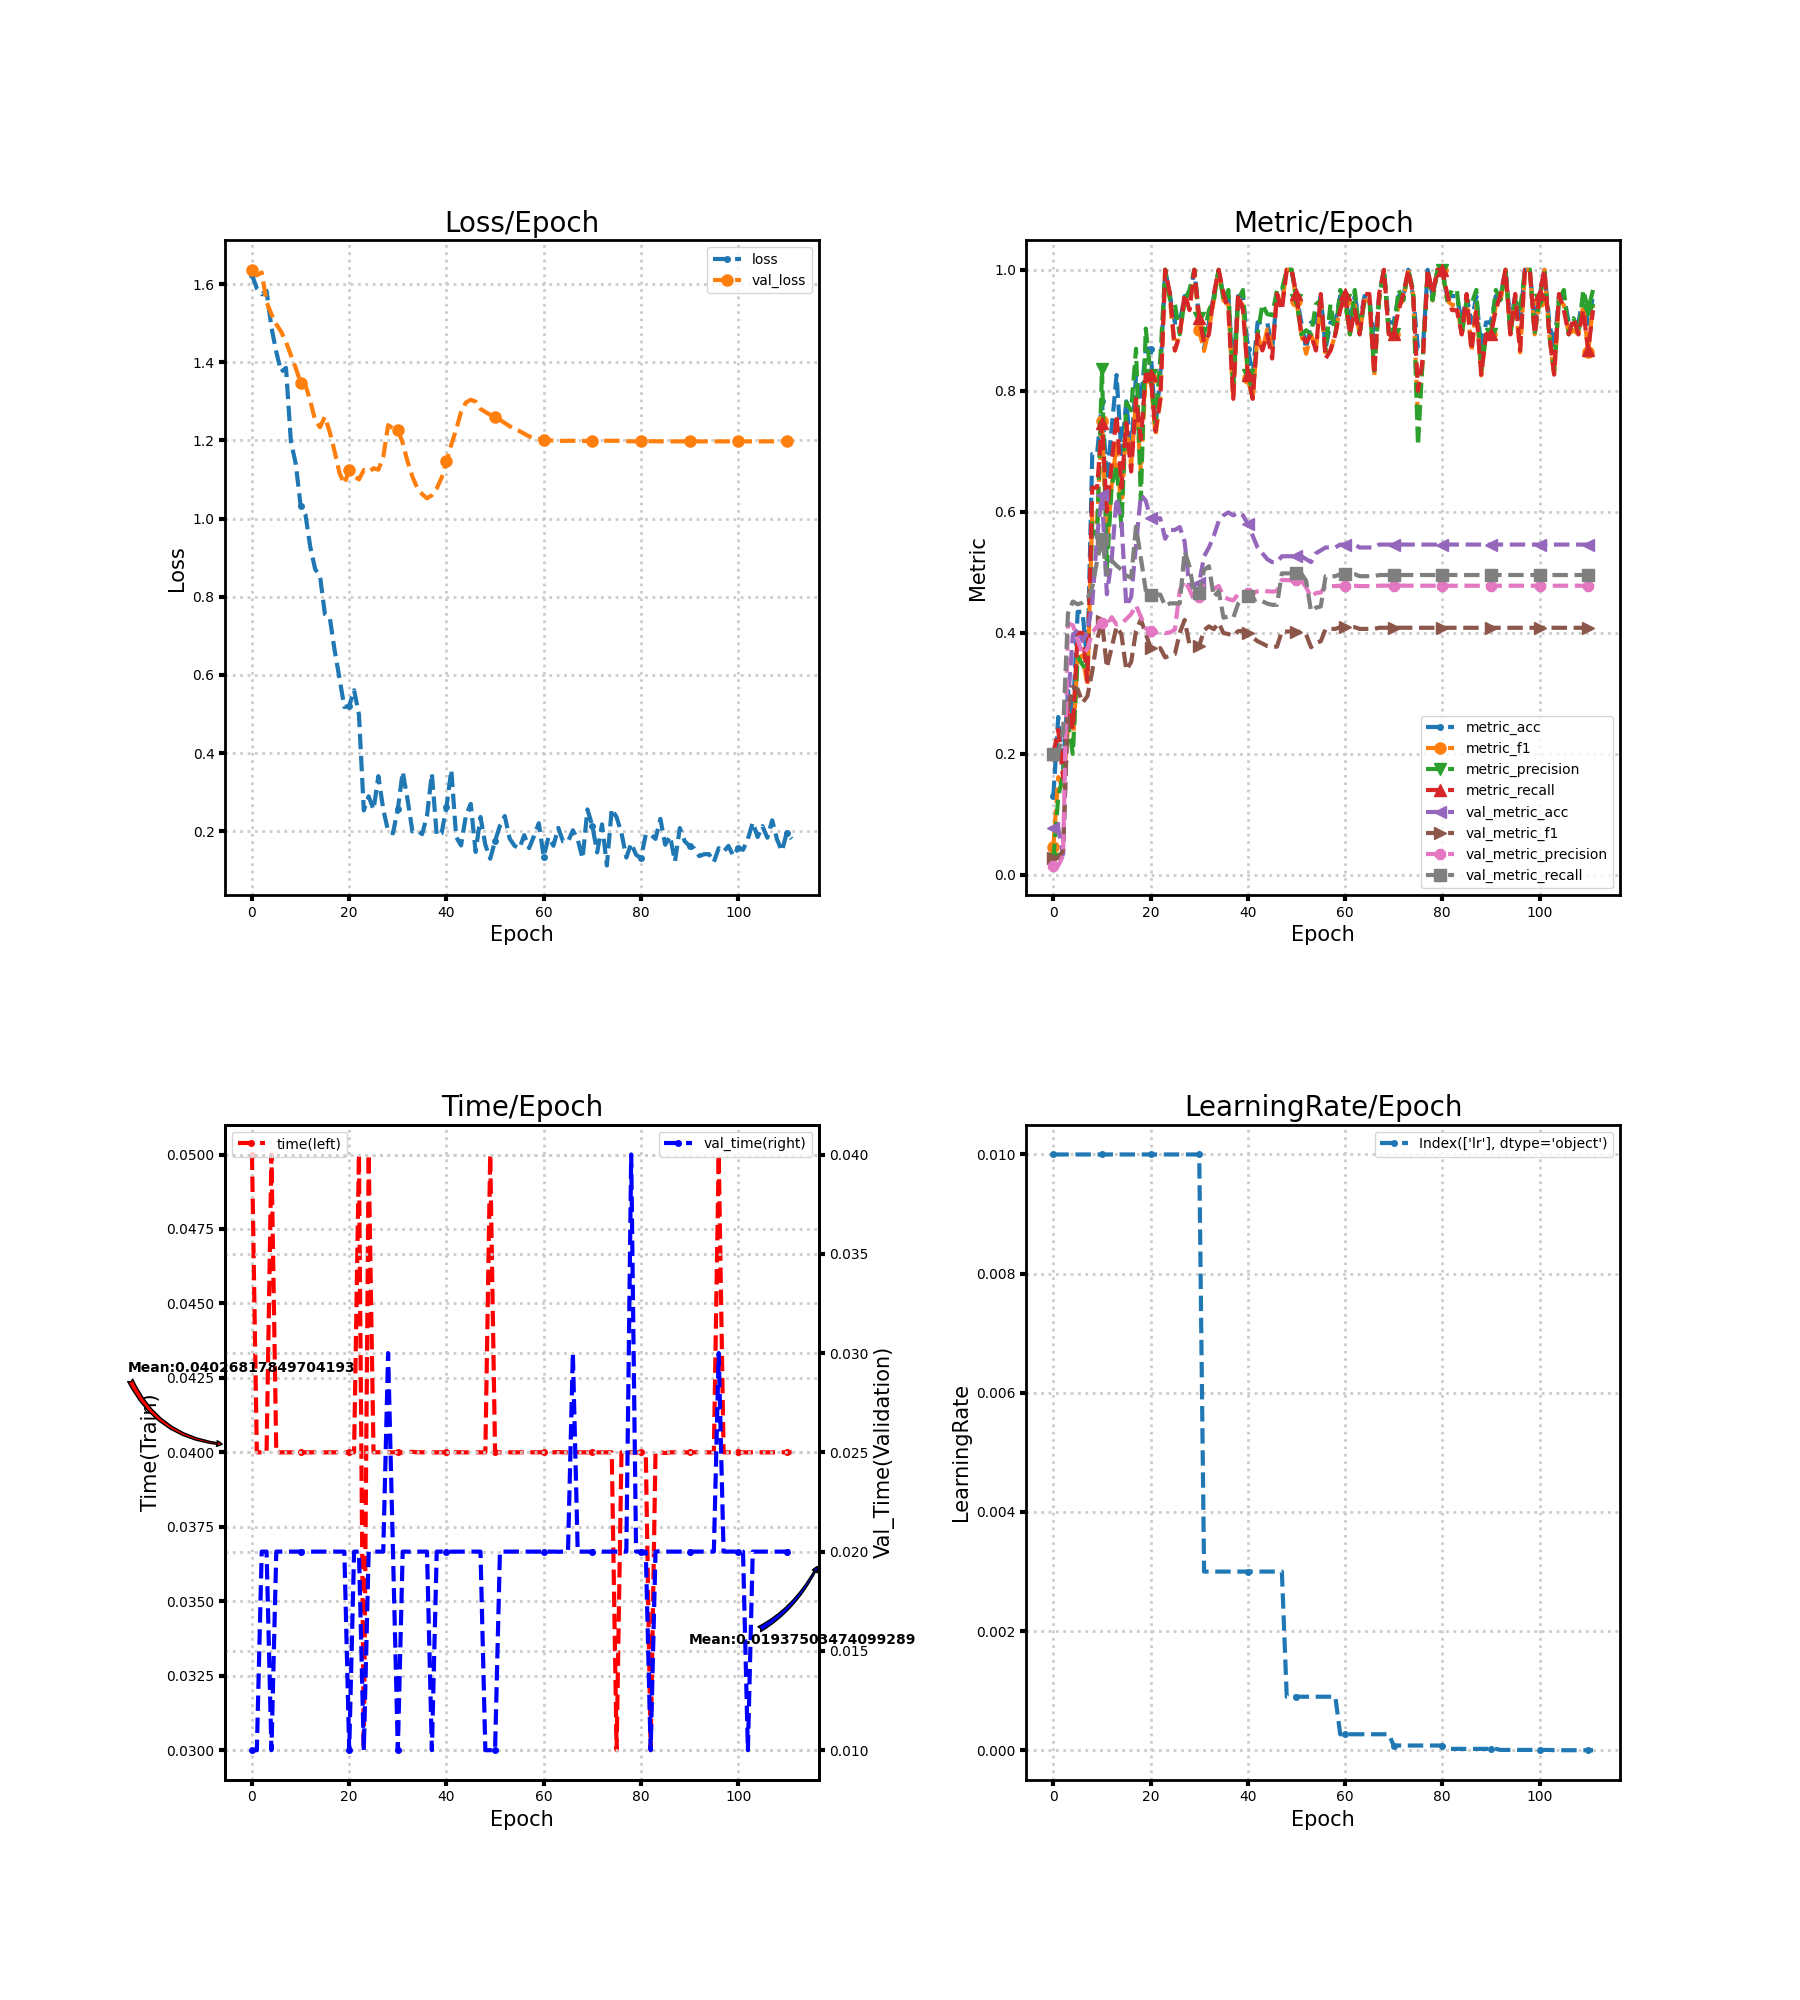 Loss/Epoch
1.6
1.4
1.2
1.0
0.8
0.6
0.4
0.2
Loss
loss
val_loss
0 20 40 60 80 100
Epoch
Metric/Epoch
1.0
0.8
0.6
0.4
0.2
0.0
Metric
metric_acc
metric_f1
metric_precision
metric_recall
val_metric_acc
val_metric_f1
val_metric_precision
val_metric_recall
0 20 40 60 80 100
Epoch
Time/Epoch
time(left)
val_time(right)
0.0500
0.0475
0.0450
0.0425
0.0400
0.0375
0.0350
0.0325
0.0300
Time(Train)
Mean:0.04026817849704193
0.040
0.035
0.030
0.025
0.020
0.015
0.010
Val_Time(Validation)
Mean:0.01937503474099289
0 20 40 60 80 100
Epoch
LearningRate/Epoch
Index(['lr'], dtype='object')
0.010
0.008
0.006
0.004
0.002
0.000
LearningRate
0 20 40 60 80 100
Epoch